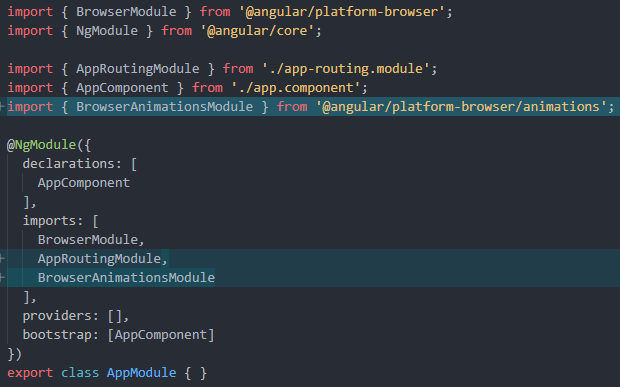 import { BrowserModule } from '@angular/platform-browser';
import { NgModule } from '@angular/core';
import { AppRoutingModule } from './app-routing.module';
import { AppComponent } from './app.component';
+import { BrowserAnimationsModule } from '@angular/platform-browser/animations';
@NgModule({
  declarations: [
    AppComponent
  ],
  imports: [
    BrowserModule,
+    AppRoutingModule,
+    BrowserAnimationsModule
  ],
  providers: [],
  bootstrap: [AppComponent]
})
export class AppModule { }